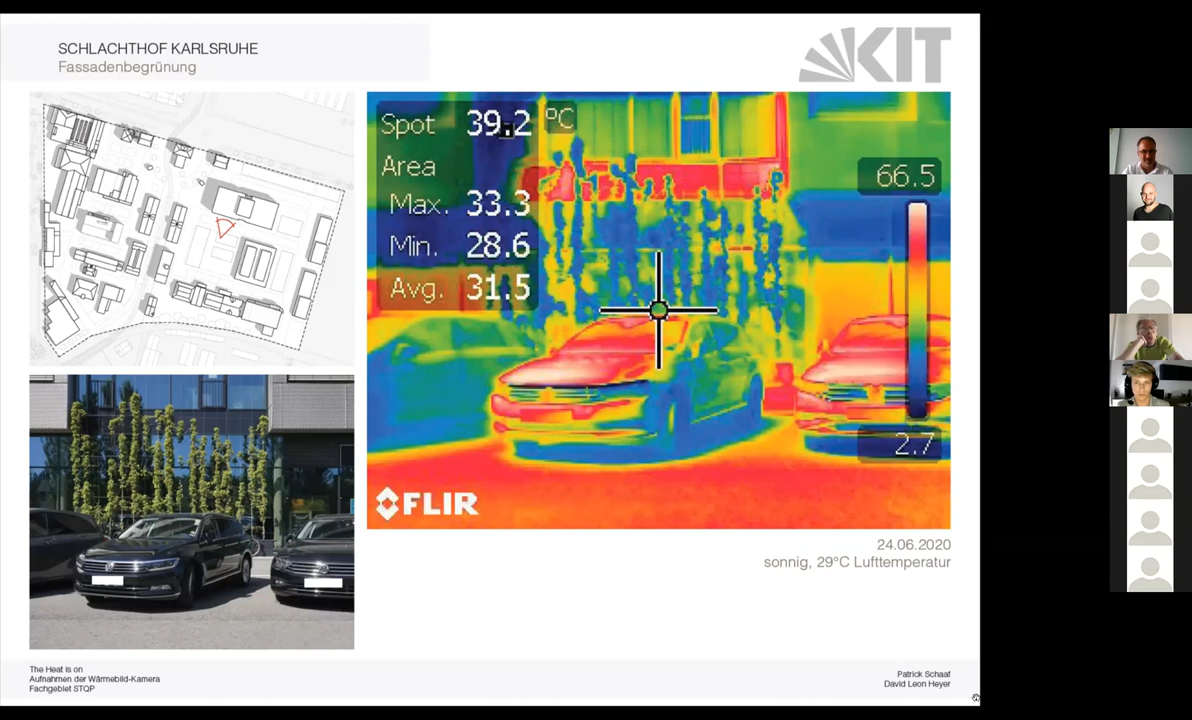 SCHLACHTHOF KARLSRUHE
Fassadenbegrünung
KIT
Spot 39.2 °C
Area
Max. 33.3
Min. 28.6
Avg. 31.5
66.5
2.7
FLIR
24.06.2020
sonnig, 29°C Lufttemperatur
The Heat is on
Aufnahmen der Wärmebild-Kamera
Fachgebiet STQP
Patrick Schaaf
David Leon Heyer